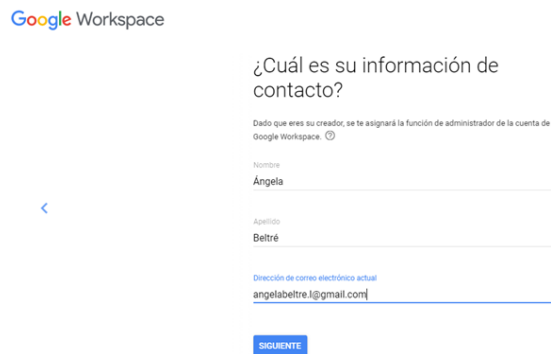 Google Workspace
¿Cuál es su información de
contacto?
Dado que eres su creador, se te asignará la función de administrador de la cuenta de
Google Workspace. ?
Nombre
Ángela
Apellido
Beltré
Dirección de correo electrónico actual
angelabeltre.l@gmail.com
SIGUIENTE